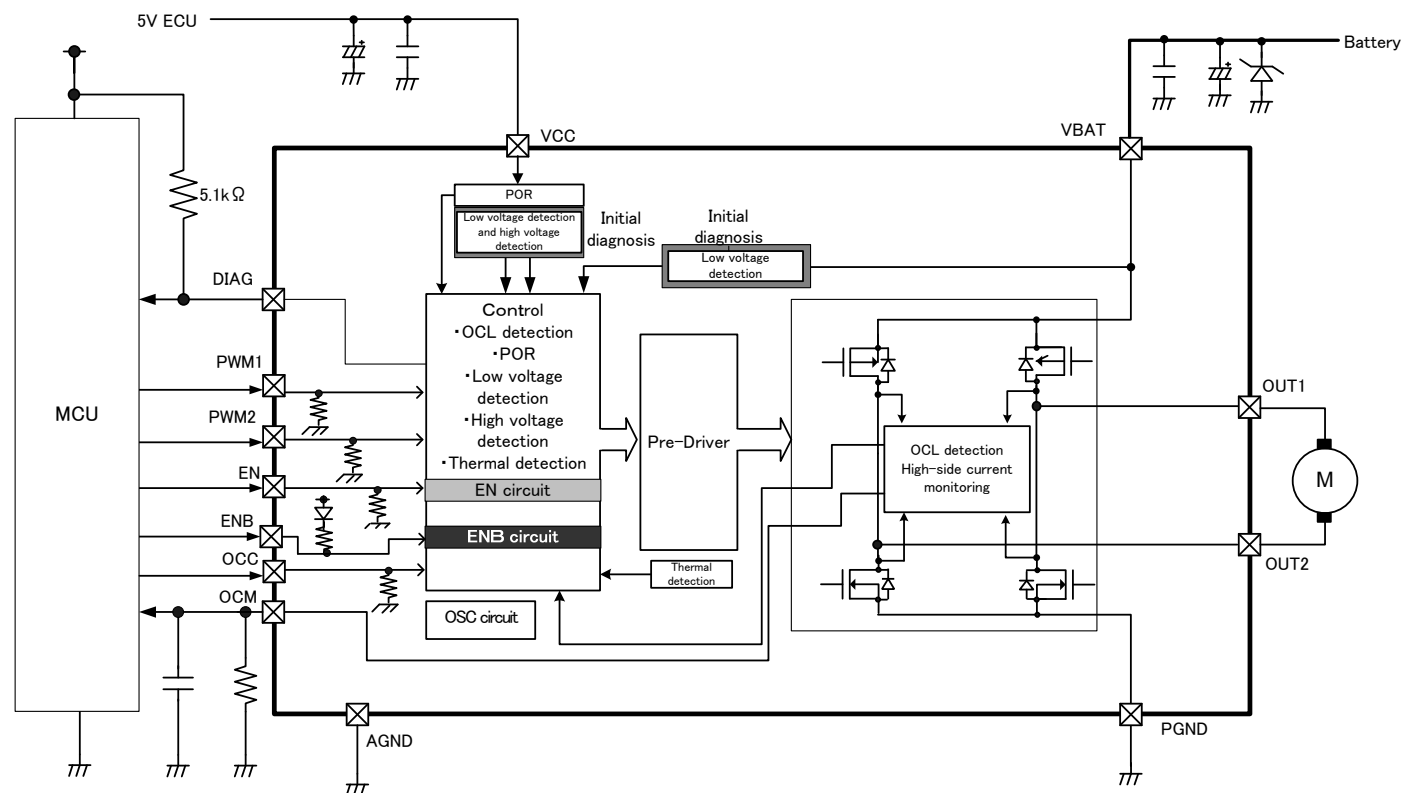 5V ECU
Battery
VCC
VBAT
5.1kΩ
POR
Low voltage detection
and high voltage
detection
Initial
diagnosis
Initial
diagnosis
Low voltage
detection
DIAG
PWM1
PWM2
EN
ENB
OCC
OCM
MCU
Control
・OCL detection
・POR
・Low voltage
detection
・High voltage
detection
・Thermal detection
EN circuit
ENB circuit
Pre-Driver
OCL detection
High-side current
monitoring
OUT1
M
OUT2
Thermal
detection
OSC circuit
AGND
PGND